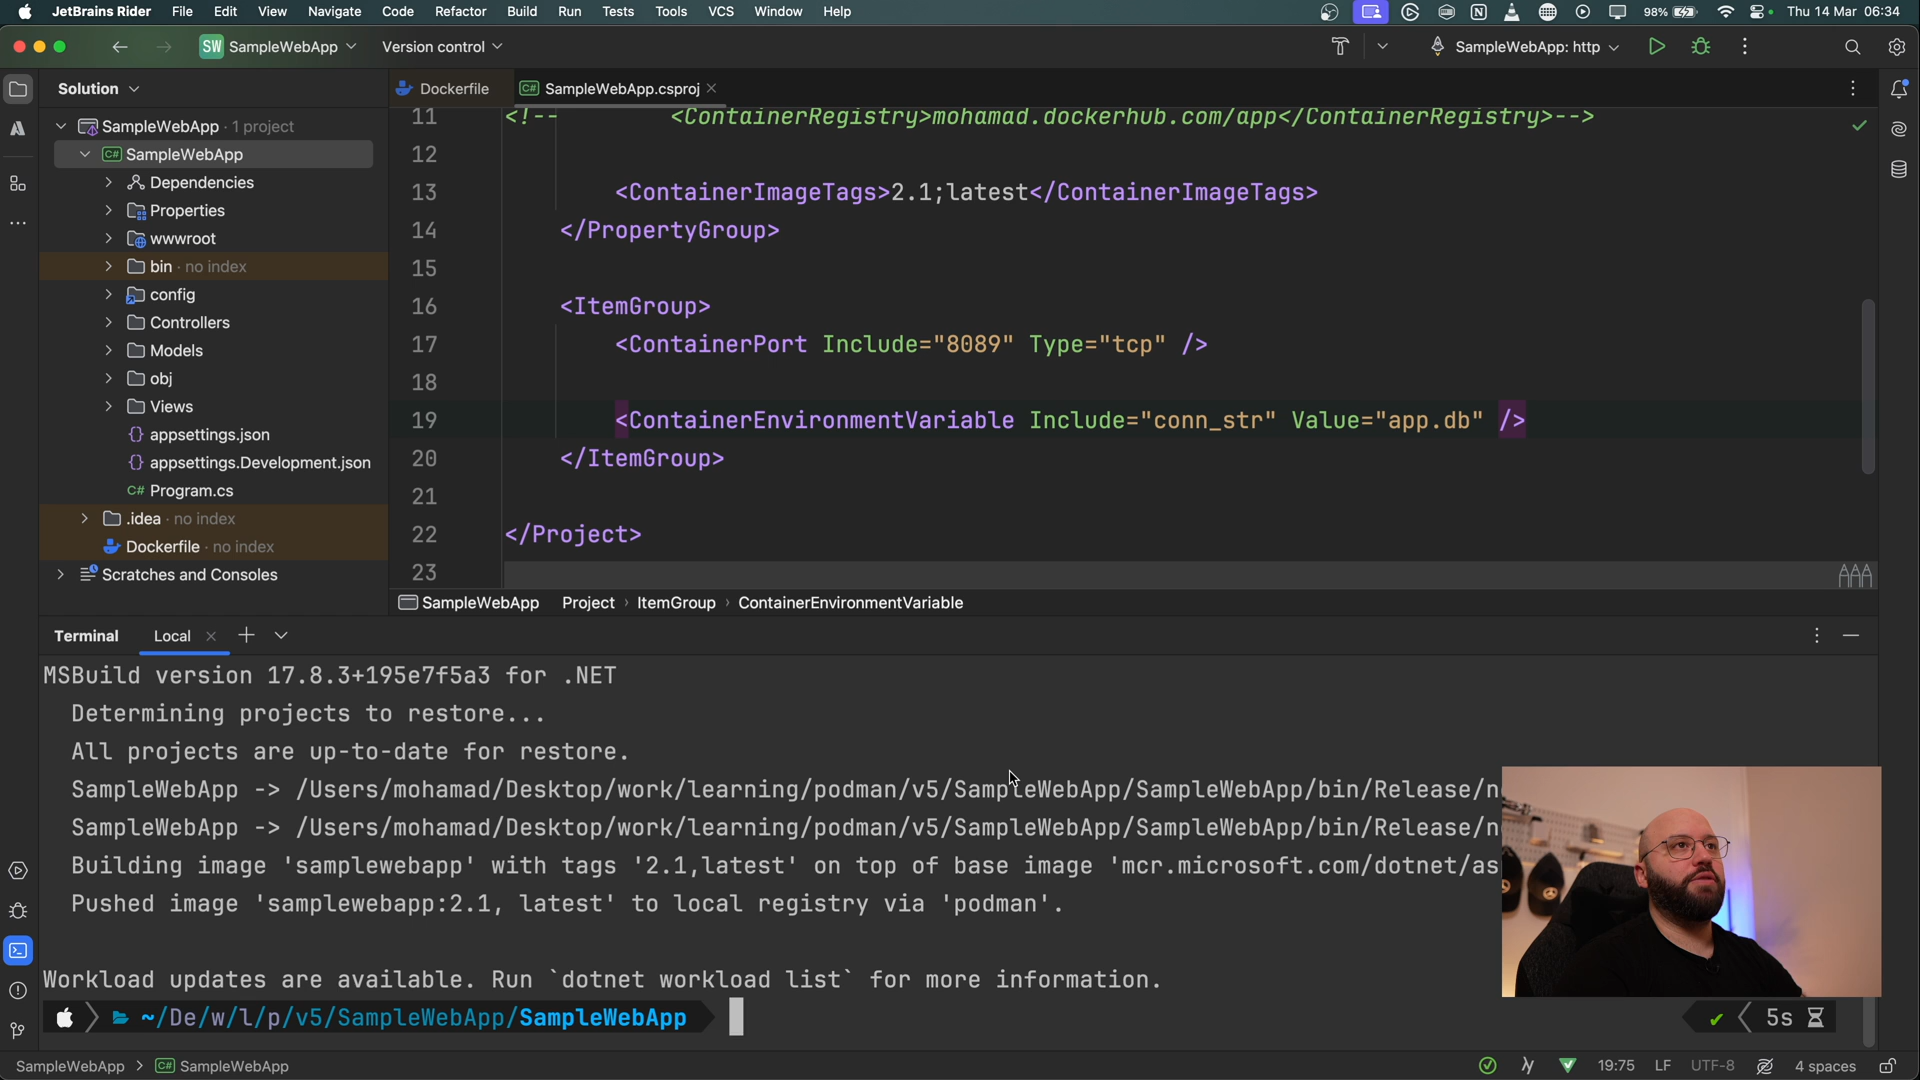 JetBrains Rider File Edit View Navigate Code Refactor Build Run Tests Tools VCS Window Help 98% Thu 14 Mar 06:34
SW SampleWebApp Version control SampleWebApp: http
Solution
SampleWebApp · 1 project
C# SampleWebApp
Dependencies
Properties
wwwroot
bin · no index
config
Controllers
Models
obj
Views
{} appsettings.json
{} appsettings.Development.json
C# Program.cs
.idea · no index
Dockerfile · no index
Scratches and Consoles
Dockerfile C# SampleWebApp.csproj
11 <!-- <ContainerRegistry>mohamad.dockerhub.com/app</ContainerRegistry>-->
12
13 <ContainerImageTags>2.1;latest</ContainerImageTags>
14 </PropertyGroup>
15
16 <ItemGroup>
17 <ContainerPort Include="8089" Type="tcp" />
18
19 <ContainerEnvironmentVariable Include="conn_str" Value="app.db" />
20 </ItemGroup>
21
22 </Project>
23
SampleWebApp Project › ItemGroup › ContainerEnvironmentVariable
Terminal Local
MSBuild version 17.8.3+195e7f5a3 for .NET
Determining projects to restore...
All projects are up-to-date for restore.
SampleWebApp -> /Users/mohamad/Desktop/work/learning/podman/v5/SampleWebApp/SampleWebApp/bin/Release/n
SampleWebApp -> /Users/mohamad/Desktop/work/learning/podman/v5/SampleWebApp/SampleWebApp/bin/Release/n
Building image 'samplewebapp' with tags '2.1,latest' on top of base image 'mcr.microsoft.com/dotnet/as
Pushed image 'samplewebapp:2.1, latest' to local registry via 'podman'.
Workload updates are available. Run `dotnet workload list` for more information.
~/De/w/l/p/v5/SampleWebApp/SampleWebApp 5s
SampleWebApp › C# SampleWebApp 19:75 LF UTF-8 4 spaces